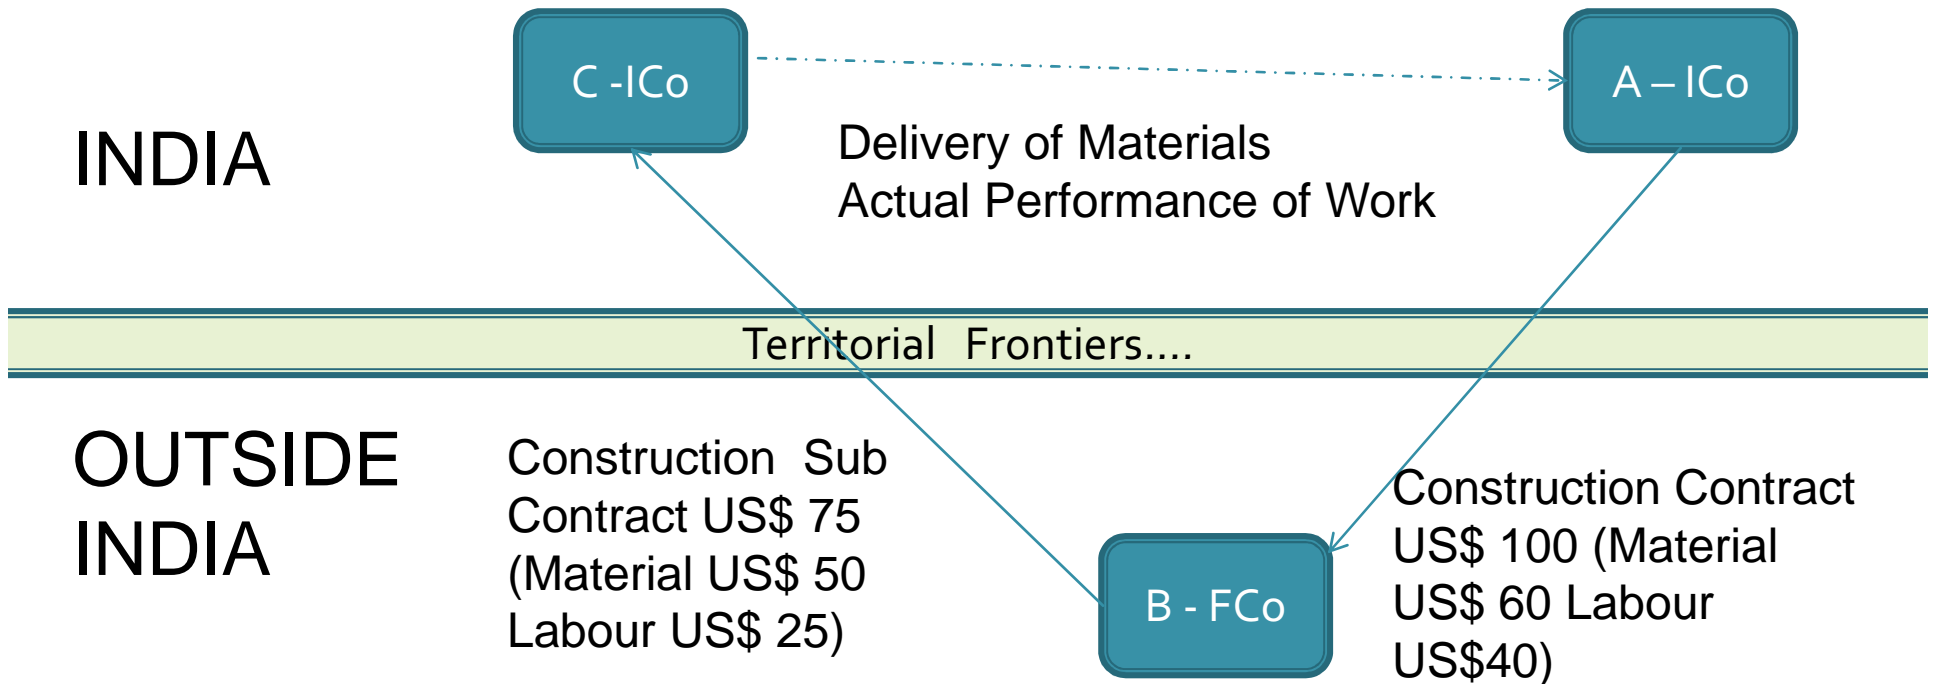 C -ICo
A – ICo
INDIA
Delivery of Materials
Actual Performance of Work
Territorial Frontiers....
OUTSIDE
INDIA
Construction Sub
Contract US$ 75
(Material US$ 50
Labour US$ 25)
B - FCo
Construction Contract
US$ 100 (Material
US$ 60 Labour
US$40)